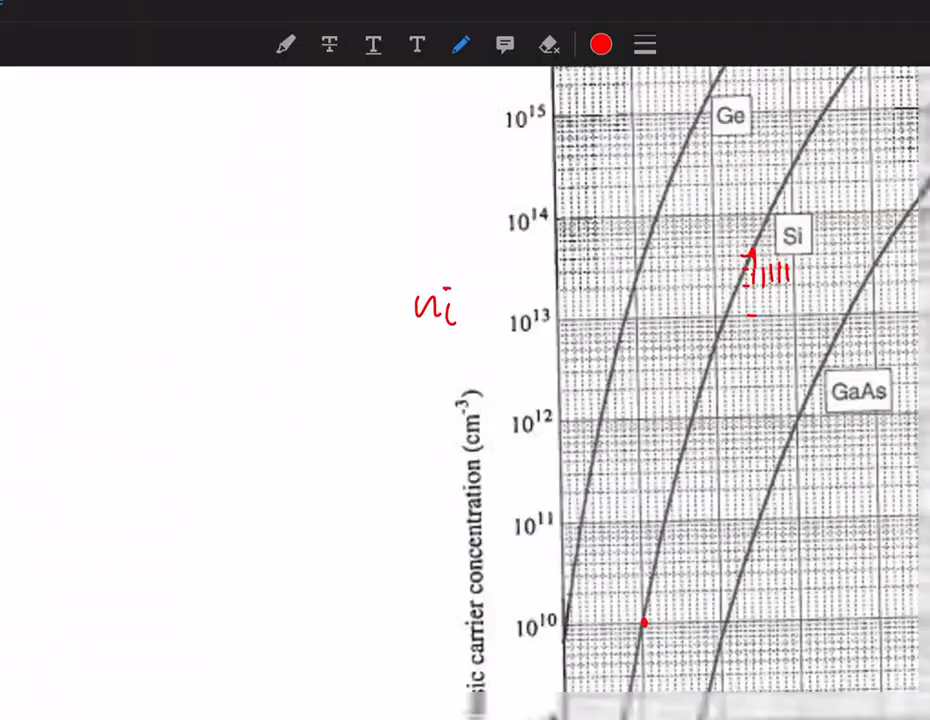 T T T
10^15
Ge
10^14
Si
ni
10^13
GaAs
10^12
10^11
10^10
sic carrier concentration (cm^-3)